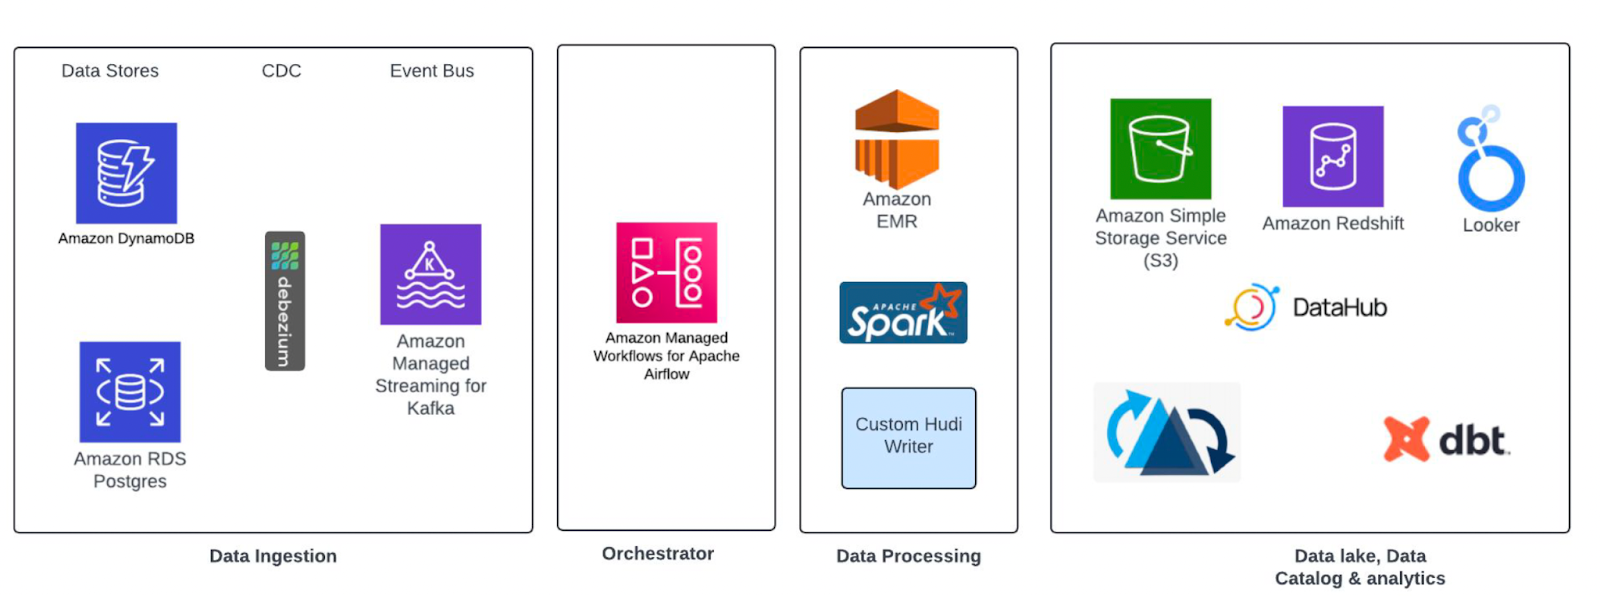 Data Stores
CDC
Event Bus
Amazon DynamoDB
debezium
K
Amazon
Managed
Streaming for
Kafka
Amazon RDS
Postgres
Data Ingestion
Amazon Managed
Workflows for Apache
Airflow
Orchestrator
Amazon
EMR
APACHE
Spark
Custom Hudi
Writer
Data Processing
Amazon Simple
Storage Service
(S3)
Amazon Redshift
Looker
DataHub
dbt
Data lake, Data
Catalog & analytics